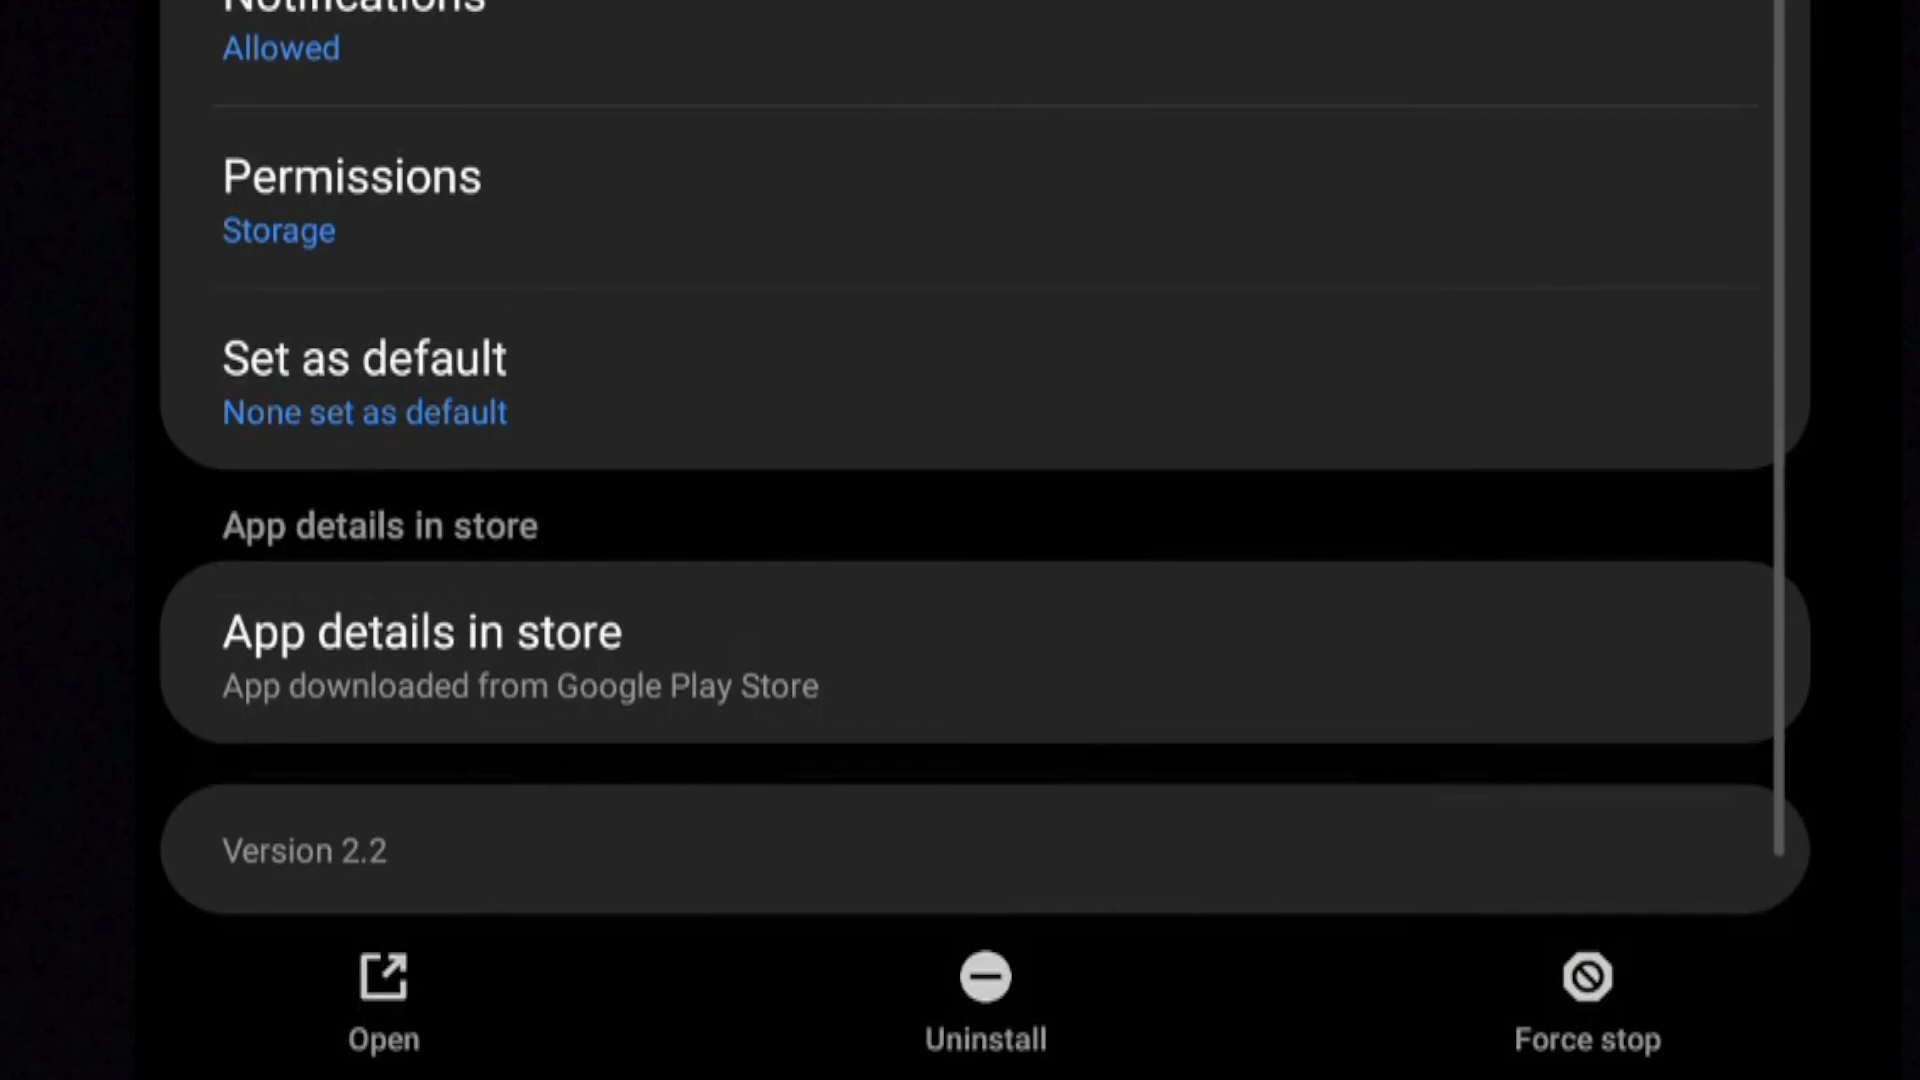 Notifications
Allowed
Permissions
Storage
Set as default
None set as default
App details in store
App details in store
App downloaded from Google Play Store
Version 2.2
Open
Uninstall
Force stop